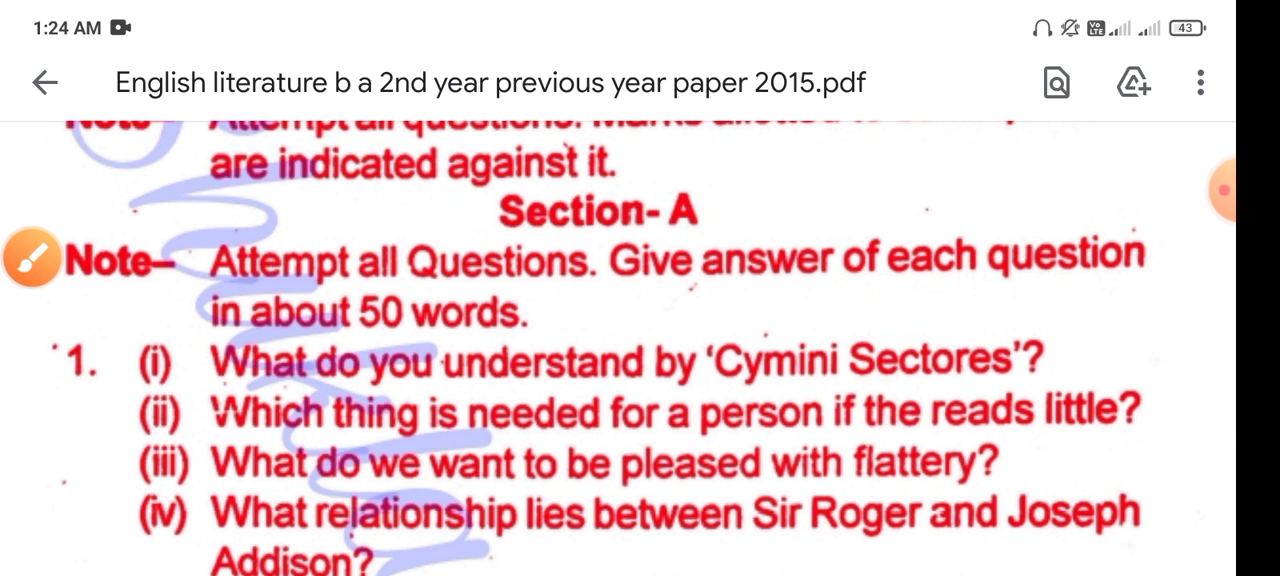 1:24 AM
Vo LTE 43
English literature b a 2nd year previous year paper 2015.pdf
are indicated against it.
Section- A
Note– Attempt all Questions. Give answer of each question
in about 50 words.
1. (i) What do you understand by ‘Cymini Sectores’?
(ii) Which thing is needed for a person if the reads little?
(iii) What do we want to be pleased with flattery?
(iv) What relationship lies between Sir Roger and Joseph
Addison?